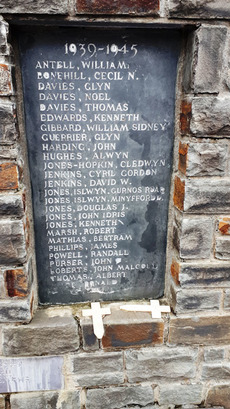 1939-1945
ANTELL, WILLIAM.
BONEHILL, CECIL N.
DAVIES, GLYN
DAVIES, NOEL
DAVIES, THOMAS
EDWARDS, KENNETH
GIBBARD, WILLIAM SIDNEY
GUERRIER, GLYN
HARDING, JOHN
HUGHES, ALWYN
JONES-HOPKIN, CLEDWYN
JENKINS, CYRIL GORDON
JENKINS, DAVID W.
JONES, ISLWYN, GURNOS ROAD
JONES, ISLWYN, MINYFFORDD
JONES, DOUGLAS J.
JONES, JOHN IDRIS
JONES, KENNETH
MARSH, ROBERT
MATHIAS, BERTRAM
PHILLIPS, JAMES
POWELL, RANDALL
PURSER, JOHN
ROBERTS, JOHN MALCOLM
THOMAS, ALBERT
THE